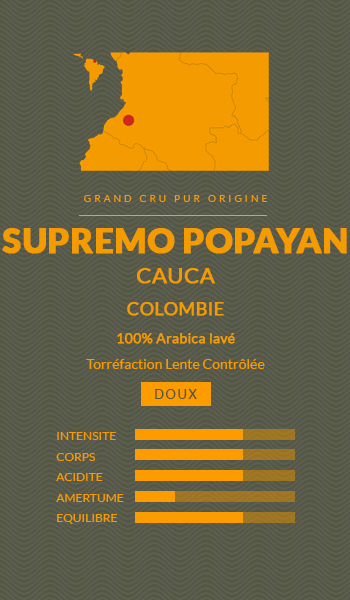 GRAND CRU PUR ORIGINE
SUPREMO POPAYAN
CAUCA
COLOMBIE
100% Arabica lavé
Torréfaction Lente Contrôlée
DOUX
INTENSITE
CORPS
ACIDITE
AMERTUME
EQUILIBRE